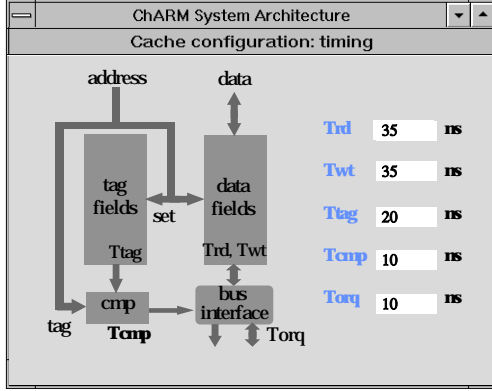 ChARM System Architecture
Cache configuration: timing
address
data
tag
fields
set
data
fields
Ttag
Trd, Twt
cmp
bus
interface
tag
Tcmp
Torq
Trd 35 ns
Twt 35 ns
Ttag 20 ns
Tcmp 10 ns
Torq 10 ns